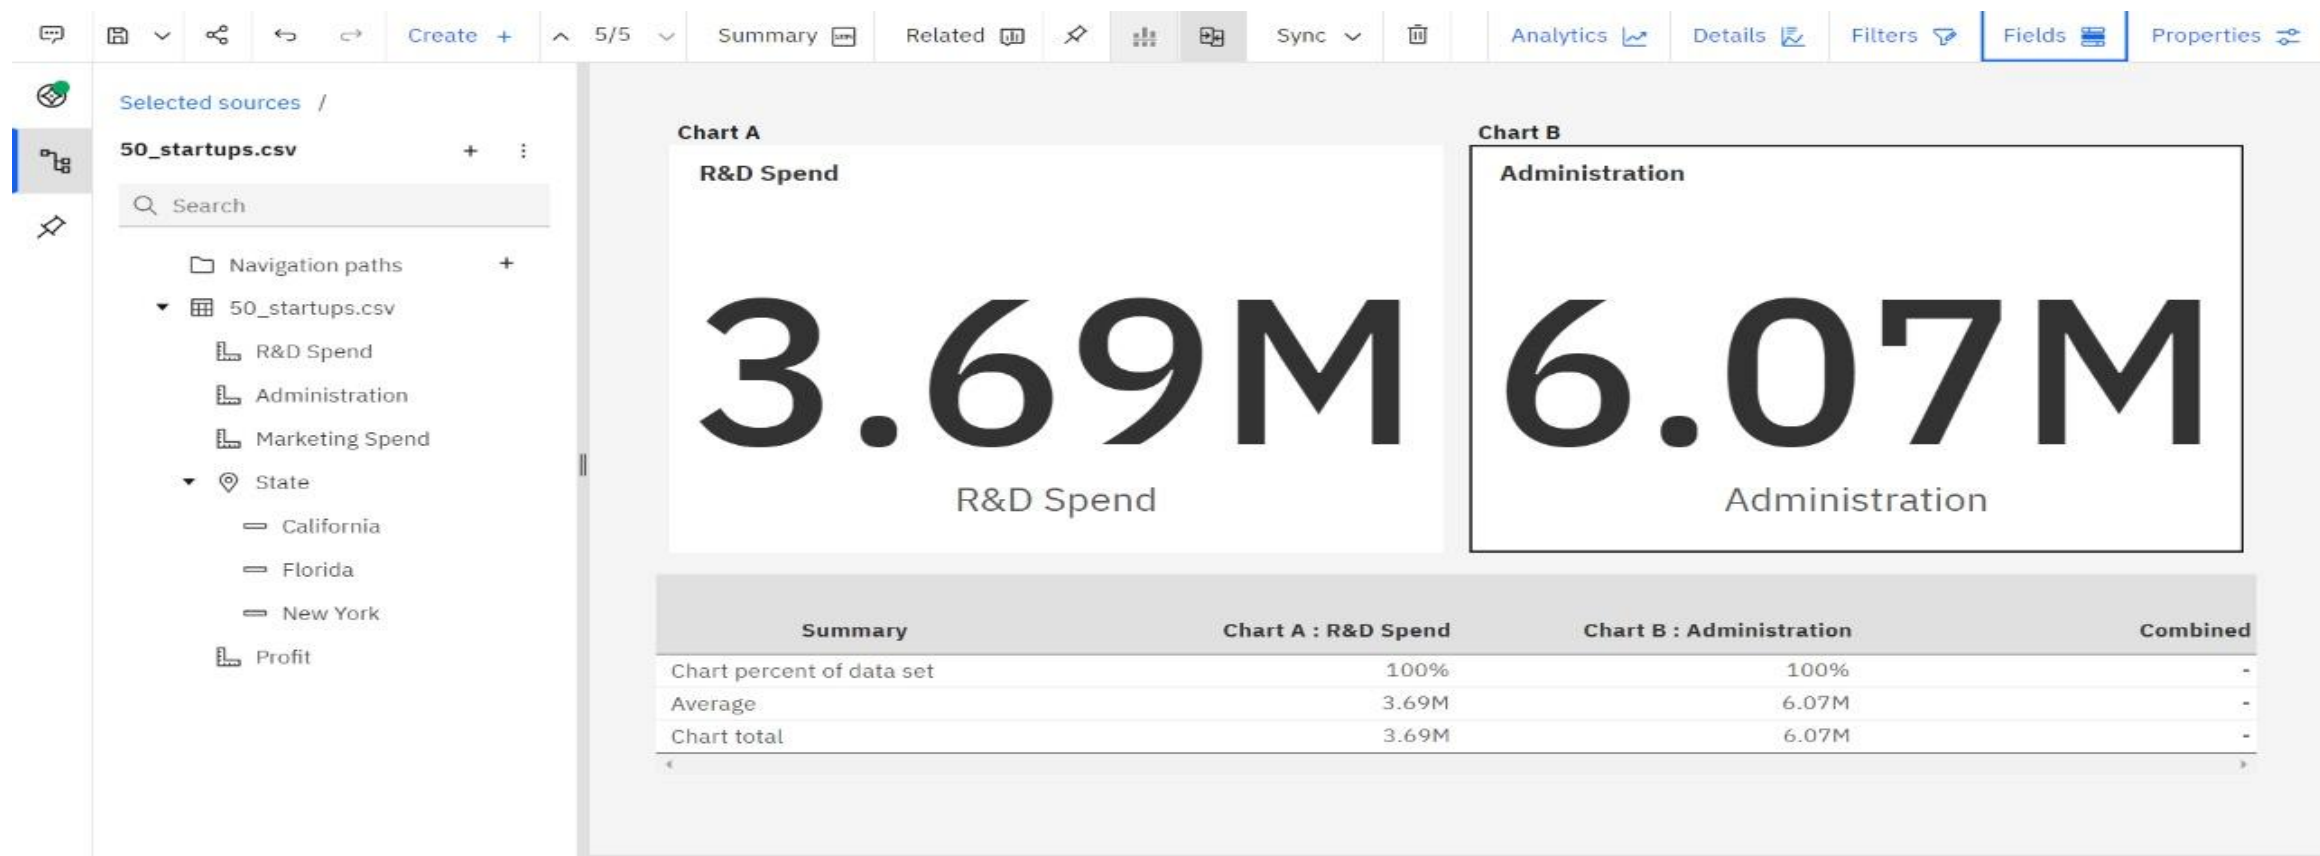 Create +
5/5
Summary
Related
Sync
Analytics
Details
Filters
Fields
Properties
Selected sources /
50_startups.csv
Search
Navigation paths +
50_startups.csv
R&D Spend
Administration
Marketing Spend
State
California
Florida
New York
Profit
Chart A
R&D Spend
3.69M
R&D Spend
Chart B
Administration
6.07M
Administration
Summary Chart A : R&D Spend Chart B : Administration Combined
Chart percent of data set 100% 100% -
Average 3.69M 6.07M -
Chart total 3.69M 6.07M -